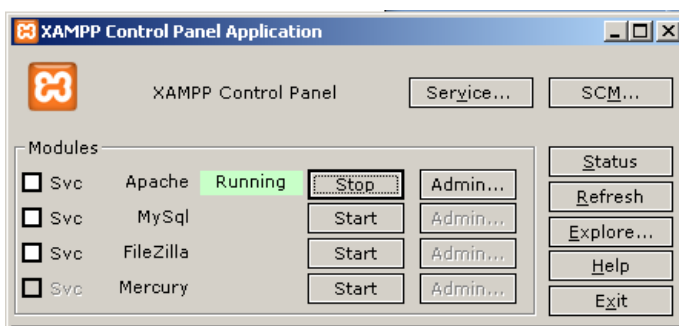 XAMPP Control Panel Application
XAMPP Control Panel Service... SCM...
Modules
Svc Apache Running Stop Admin...
Svc MySql Start Admin...
Svc FileZilla Start Admin...
Svc Mercury Start Admin...
Status
Refresh
Explore...
Help
Exit